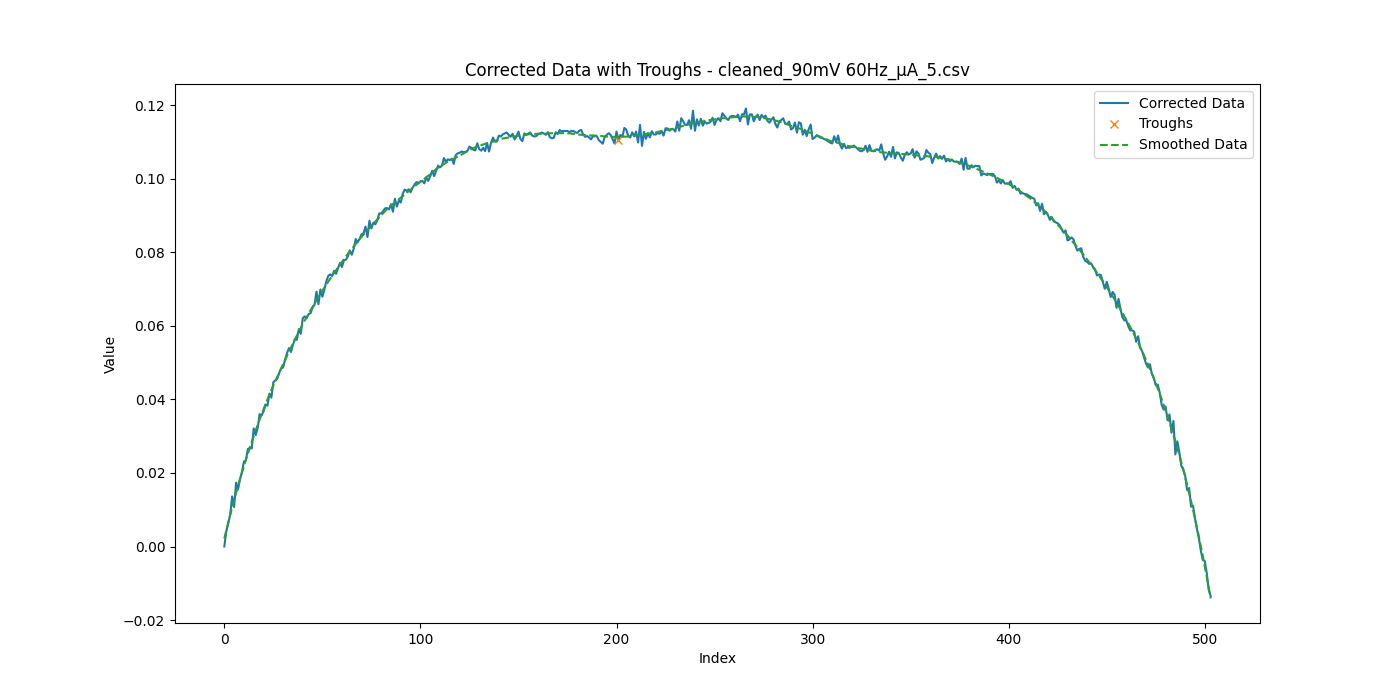 Corrected Data with Troughs - cleaned_90mV 60Hz_µA_5.csv
Corrected Data
Troughs
Smoothed Data
Value
0.12
0.10
0.08
0.06
0.04
0.02
0.00
−0.02
0 100 200 300 400 500
Index